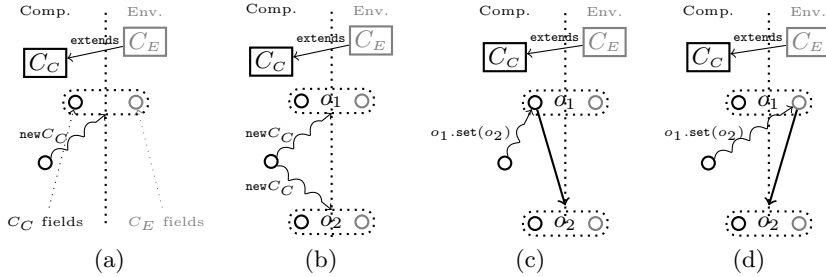 Comp. Env. Comp. Env. Comp. Env. Comp. Env.
extends extends extends extends
C_C C_E C_C C_E C_C C_E C_C C_E
o_1 o_1 o_1
new C_C new C_C o_1.set(o_2) o_1.set(o_2)
new C_C
C_C fields C_E fields o_2 o_2 o_2
(a) (b) (c) (d)